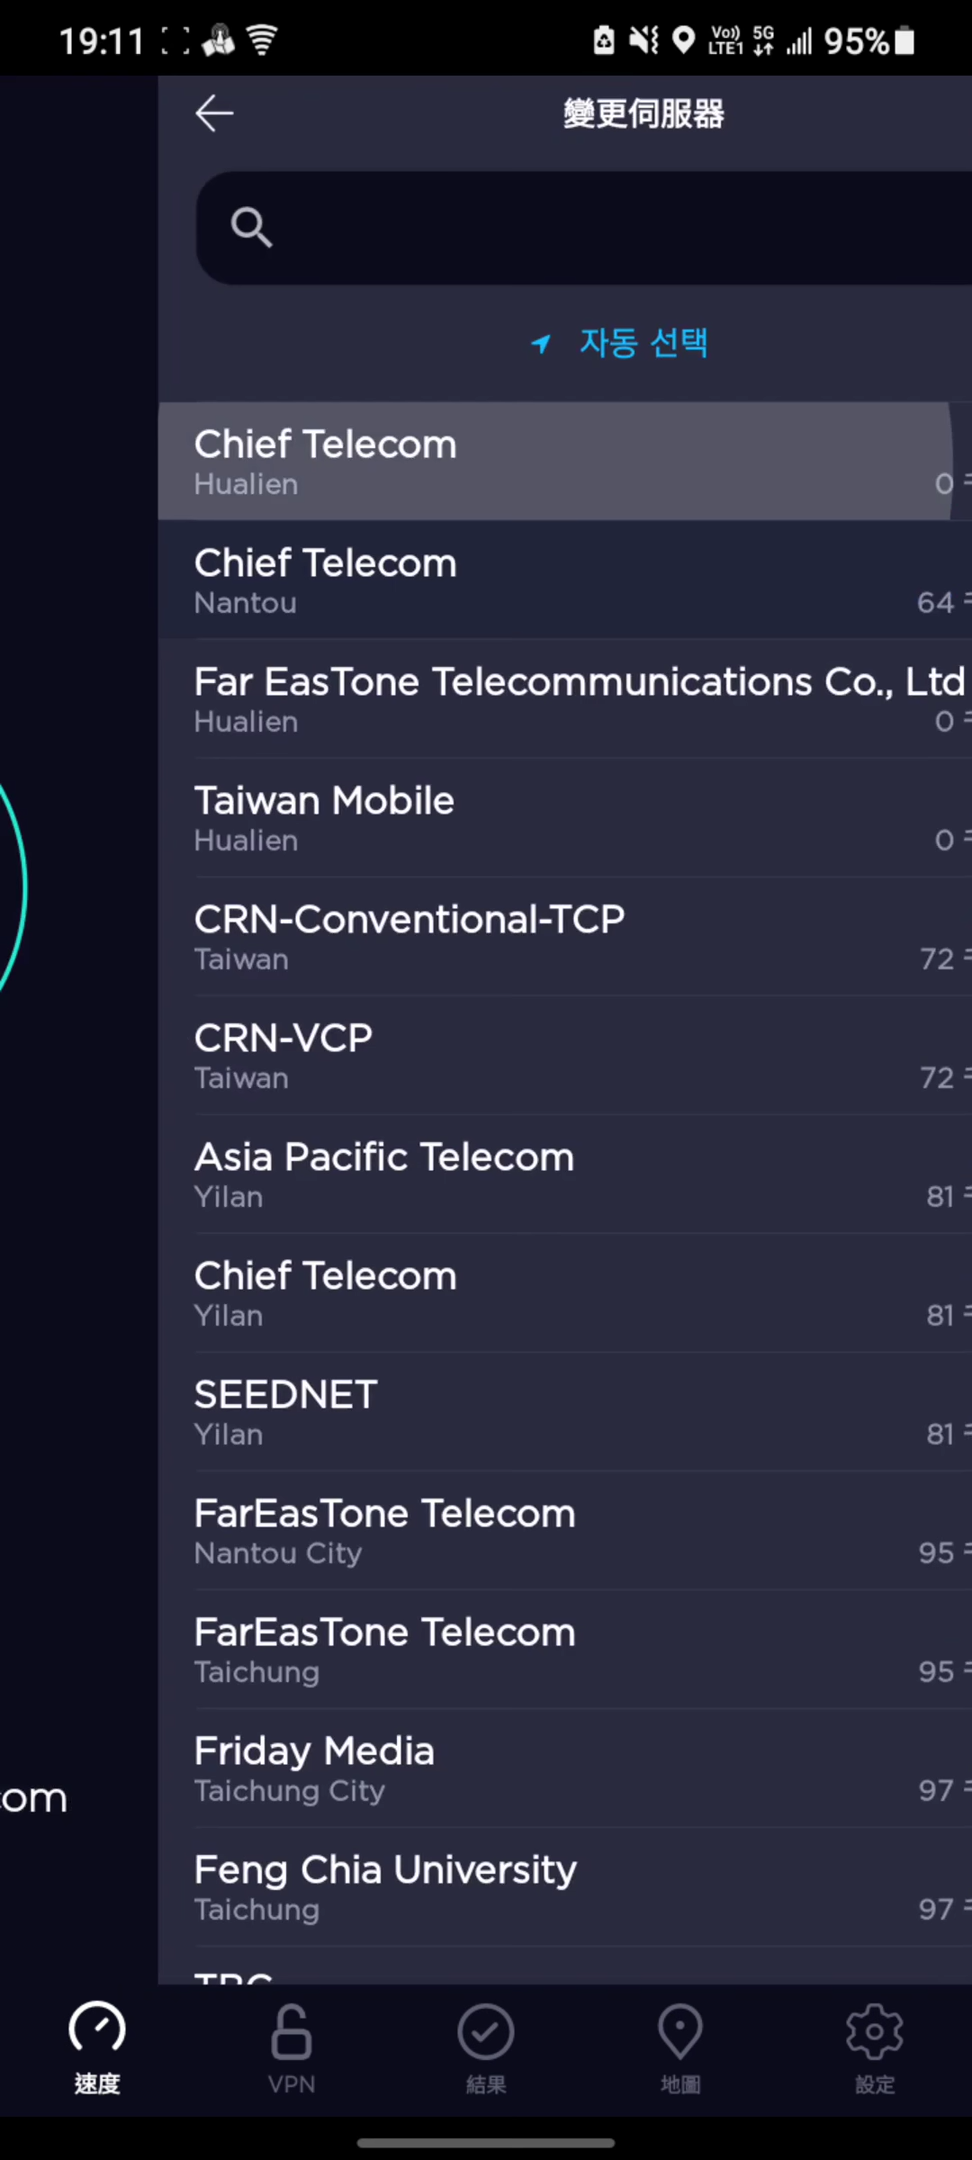 19:11
Vo)) LTE1 5G 95%
變更伺服器
자동 선택
Chief Telecom
Hualien 0
Chief Telecom
Nantou 64
Far EasTone Telecommunications Co., Ltd
Hualien 0
Taiwan Mobile
Hualien 0
CRN-Conventional-TCP
Taiwan 72
CRN-VCP
Taiwan 72
Asia Pacific Telecom
Yilan 81
Chief Telecom
Yilan 81
SEEDNET
Yilan 81
FarEasTone Telecom
Nantou City 95
FarEasTone Telecom
Taichung 95
Friday Media
Taichung City 97
com
Feng Chia University
Taichung 97
速度 VPN 結果 地圖 設定